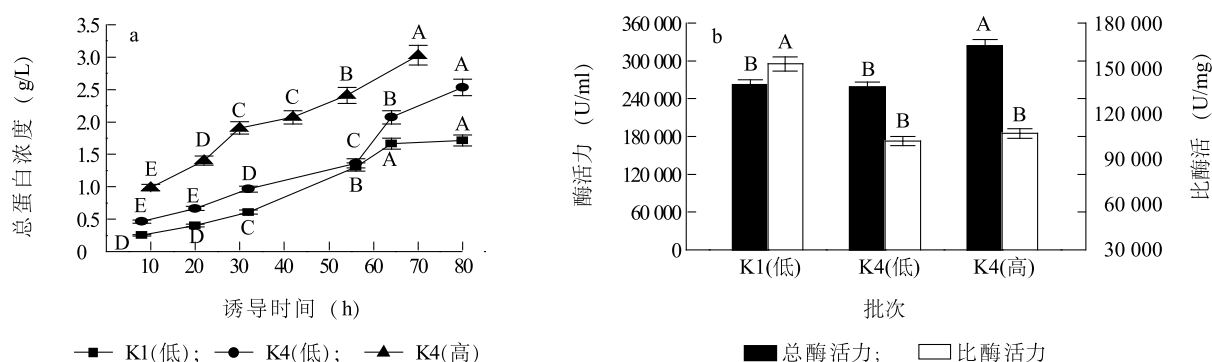 a
总蛋白浓度 (g/L)
3.5
3.0
2.5
2.0
1.5
1.0
0.5
0
E D C C B A
E E D C B A
D D C B A A
10 20 30 40 50 60 70 80
诱导时间 (h)
K1(低); K4(低); K4(高)
b
酶活力 (U/ml)
360 000
300 000
240 000
180 000
120 000
60 000
0
B A B B A B
180 000
150 000
120 000
90 000
60 000
30 000
比酶活 (U/mg)
K1(低) K4(低) K4(高)
批次
总酶活力; 比酶活力